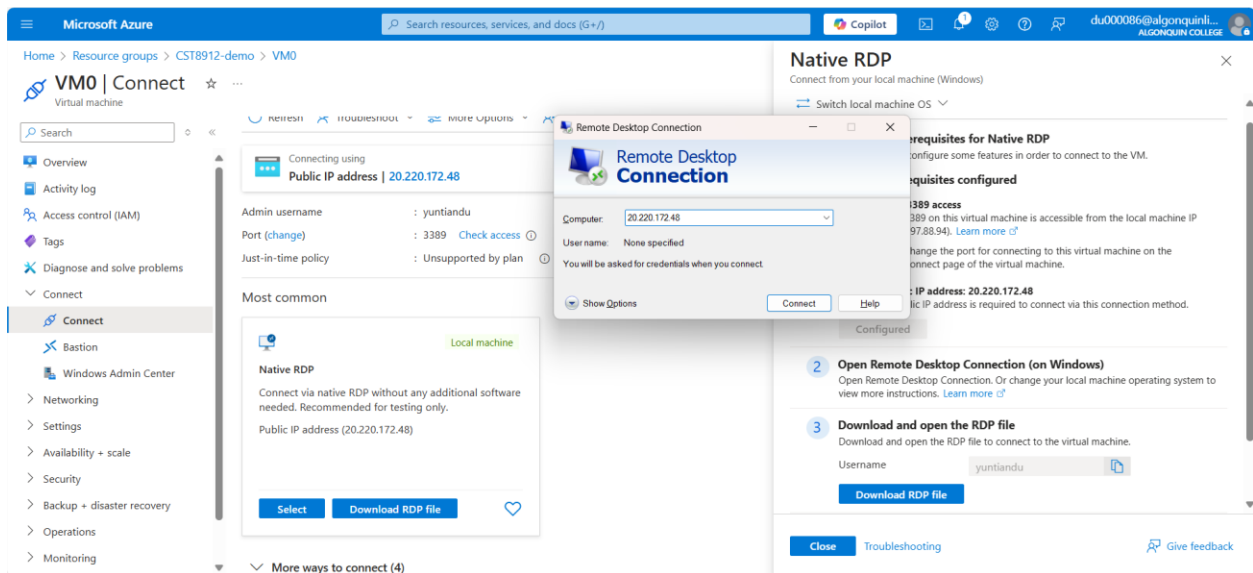 Microsoft Azure
Search resources, services, and docs (G+/)
Copilot
1
du000086@algonquinli...
ALGONQUIN COLLEGE
Home > Resource groups > CST8912-demo > VM0
VM0 | Connect
Virtual machine
Search
Overview
Activity log
Access control (IAM)
Tags
Diagnose and solve problems
Connect
Connect
Bastion
Windows Admin Center
Networking
Settings
Availability + scale
Security
Backup + disaster recovery
Operations
Monitoring
Refresh Troubleshoot More Options
Connecting using
Public IP address | 20.220.172.48
Admin username : yuntiandu
Port (change) : 3389 Check access
Just-in-time policy : Unsupported by plan
Most common
Local machine
Native RDP
Connect via native RDP without any additional software
needed. Recommended for testing only.
Public IP address (20.220.172.48)
Select Download RDP file
More ways to connect (4)
Remote Desktop Connection
Remote Desktop
Connection
Computer: 20.220.172.48
User name: None specified
You will be asked for credentials when you connect.
Show Options Connect Help
Native RDP
Connect from your local machine (Windows)
Switch local machine OS
erequisites for Native RDP
onfigure some features in order to connect to the VM.
quisites configured
3389 access
389 on this virtual machine is accessible from the local machine IP
97.88.94). Learn more
hange the port for connecting to this virtual machine on the
onnect page of the virtual machine.
: IP address: 20.220.172.48
lic IP address is required to connect via this connection method.
Configured
2 Open Remote Desktop Connection (on Windows)
Open Remote Desktop Connection. Or change your local machine operating system to
view more instructions. Learn more
3 Download and open the RDP file
Download and open the RDP file to connect to the virtual machine.
Username yuntiandu
Download RDP file
Close Troubleshooting Give feedback